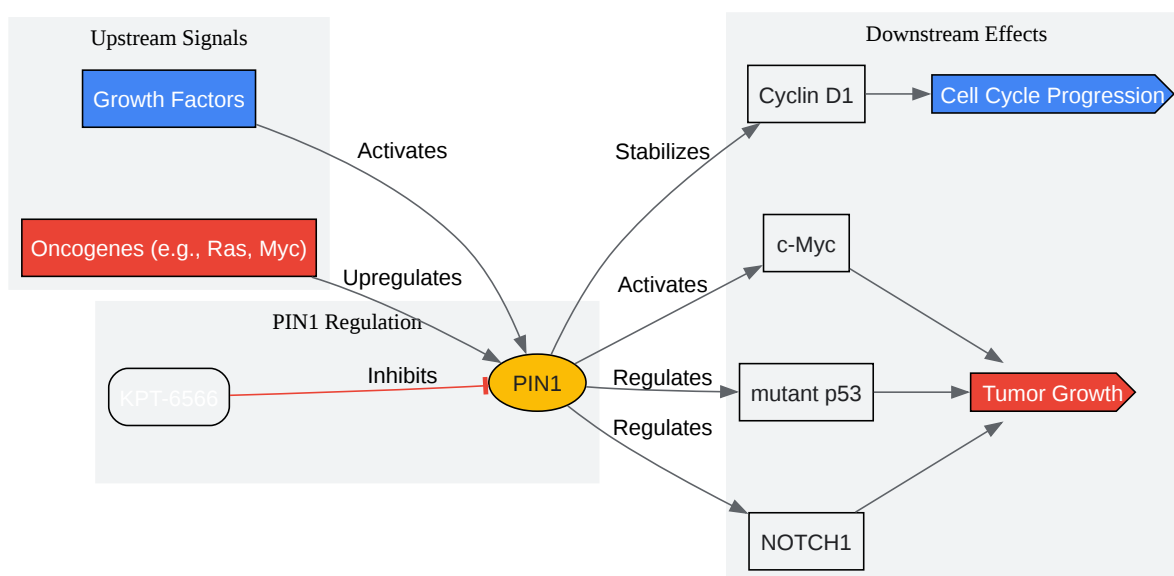 Upstream Signals
Growth Factors
Oncogenes (e.g., Ras, Myc)
Activates
Upregulates
PIN1 Regulation
KPT-6566
Inhibits
PIN1
Stabilizes
Activates
Regulates
Regulates
Downstream Effects
Cyclin D1
Cell Cycle Progression
c-Myc
mutant p53
Tumor Growth
NOTCH1